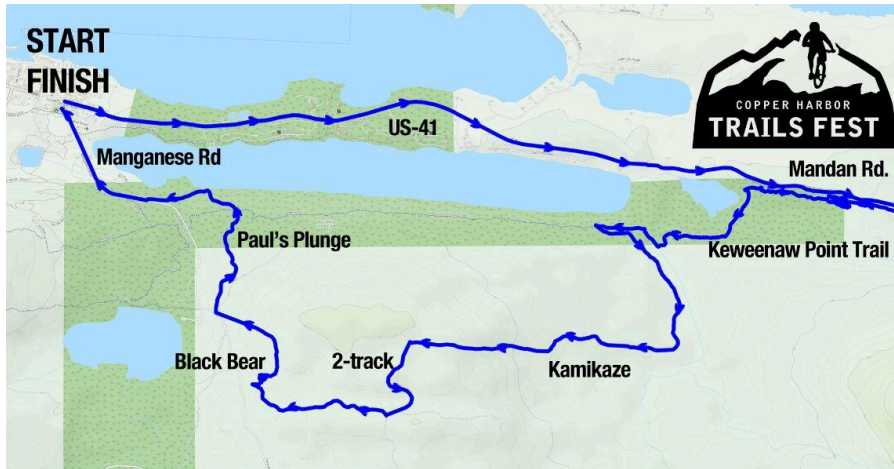 START
FINISH
COPPER HARBOR
TRAILS FEST
US-41
Manganese Rd
Mandan Rd.
Paul's Plunge
Keweenaw Point Trail
Black Bear
2-track
Kamikaze